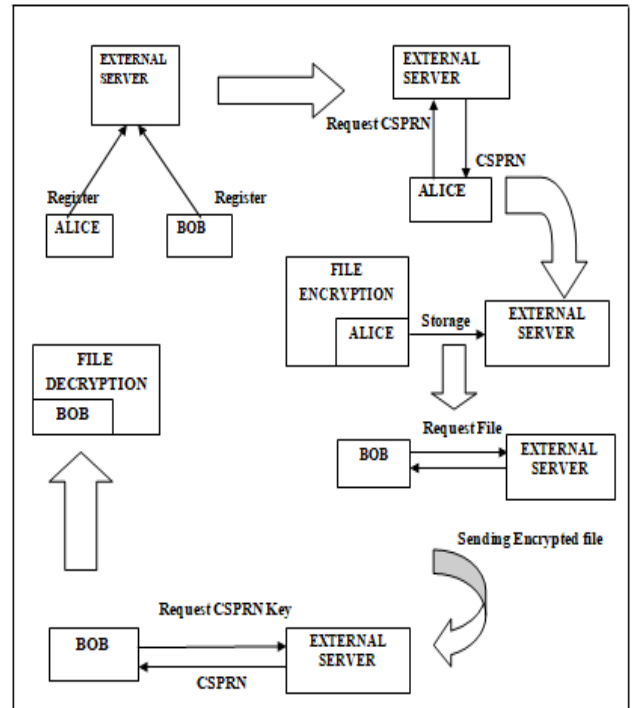 EXTERNAL
SERVER
Register
Register
ALICE
BOB
EXTERNAL
SERVER
Request CSPRN
CSPRN
ALICE
FILE
ENCRYPTION
ALICE
Storage
EXTERNAL
SERVER
Request File
BOB
EXTERNAL
SERVER
Sending Encrypted file
Request CSPRN Key
BOB
EXTERNAL
SERVER
CSPRN
FILE
DECRYPTION
BOB